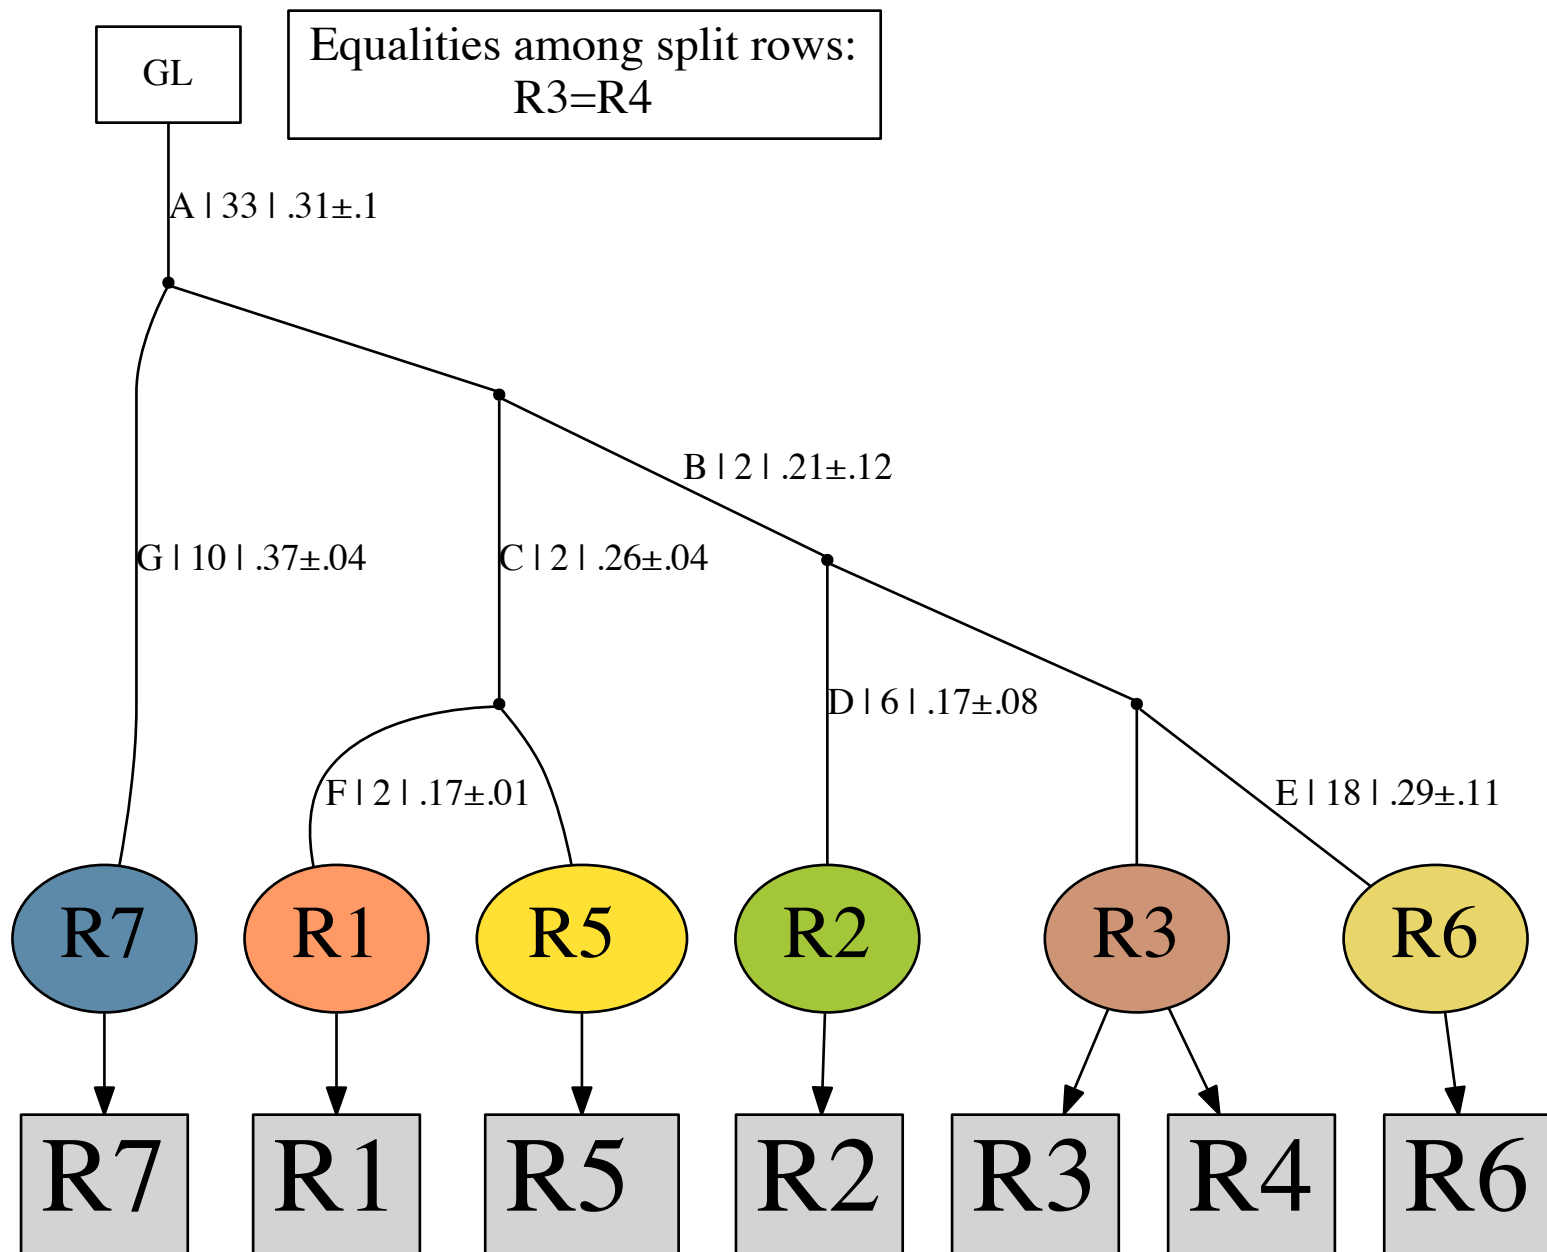 GL
Equalities among split rows:
R3=R4
A | 33 | .31±.1
B | 2 | .21±.12
G | 10 | .37±.04
C | 2 | .26±.04
D | 6 | .17±.08
F | 2 | .17±.01
E | 18 | .29±.11
R7
R1
R5
R2
R3
R6
R7
R1
R5
R2
R3
R4
R6